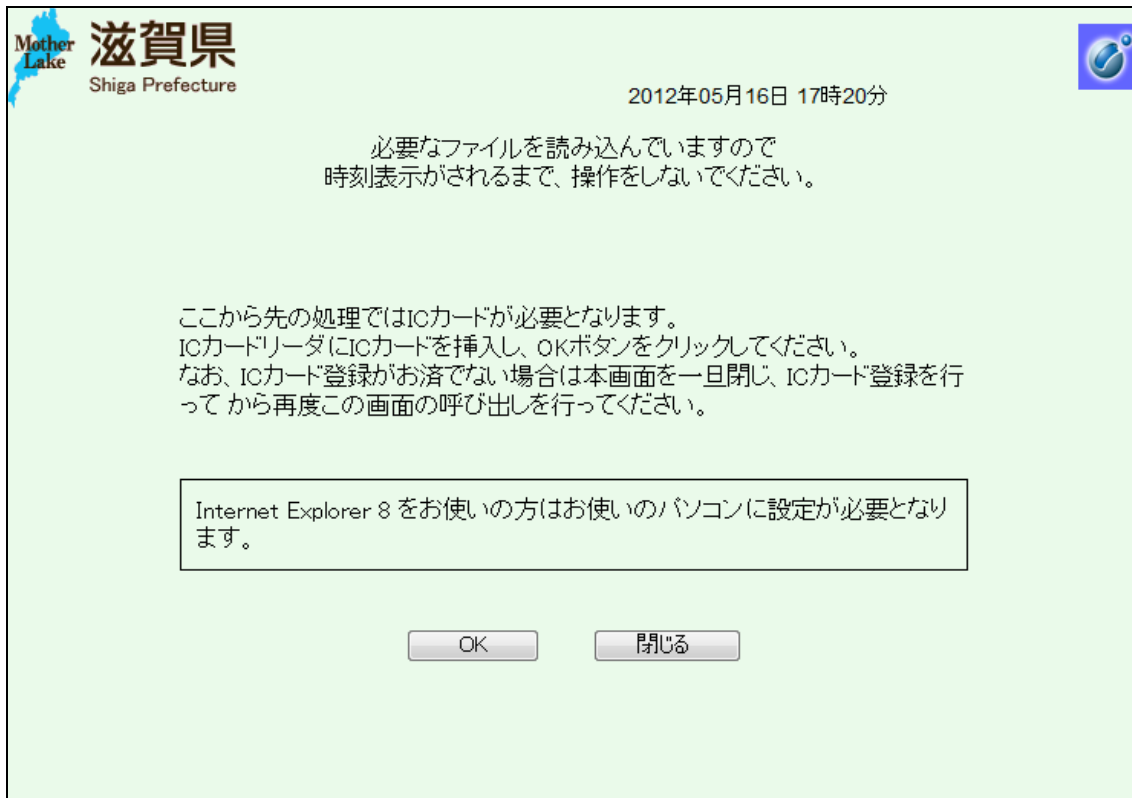 Mother
Lake
滋賀県
Shiga Prefecture
2012年05月16日 17時20分
必要なファイルを読み込んでいますので
時刻表示がされるまで、操作をしないでください。
ここから先の処理ではICカードが必要となります。
ICカードリーダにICカードを挿入し、OKボタンをクリックしてください。
なお、ICカード登録がお済でない場合は本画面を一旦閉じ、ICカード登録を行
って から再度この画面の呼び出しを行ってください。
Internet Explorer 8 をお使いの方はお使いのパソコンに設定が必要となり
ます。
OK
閉じる